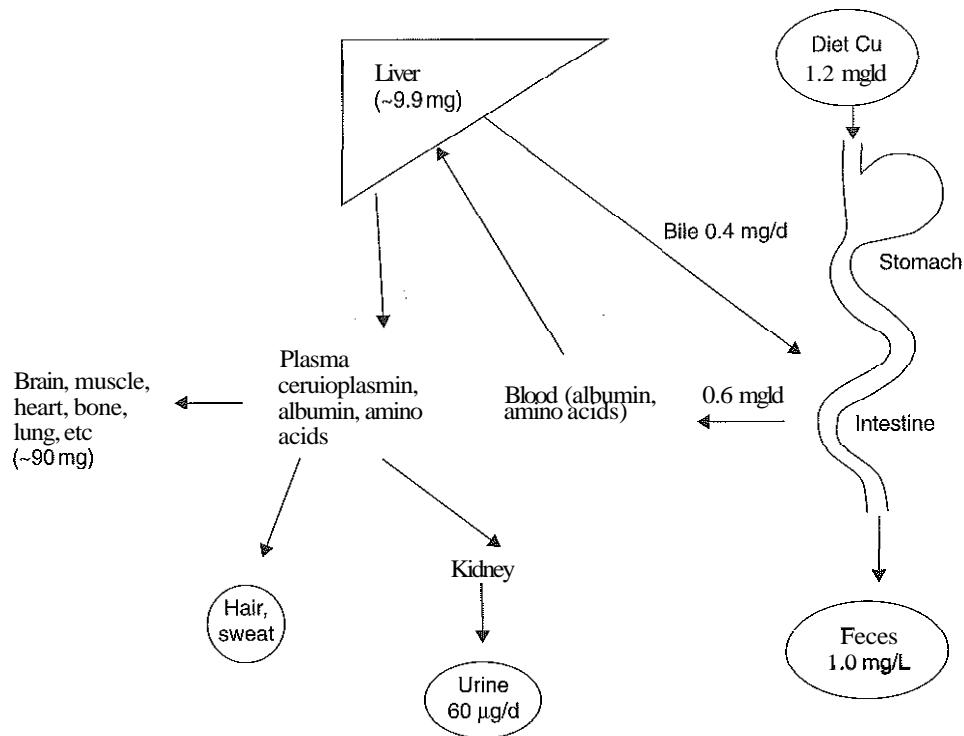 Diet Cu
1.2 mgld
Liver
(~9.9 mg)
Bile 0.4 mg/d
Stomach
Brain, muscle,
heart, bone,
lung, etc
(~90 mg)
Plasma
ceruioplasmin,
albumin, amino
acids
Blood (albumin,
amino acids)
0.6 mgld
Intestine
Hair,
sweat
Kidney
Urine
60 µg/d
Feces
1.0 mg/L